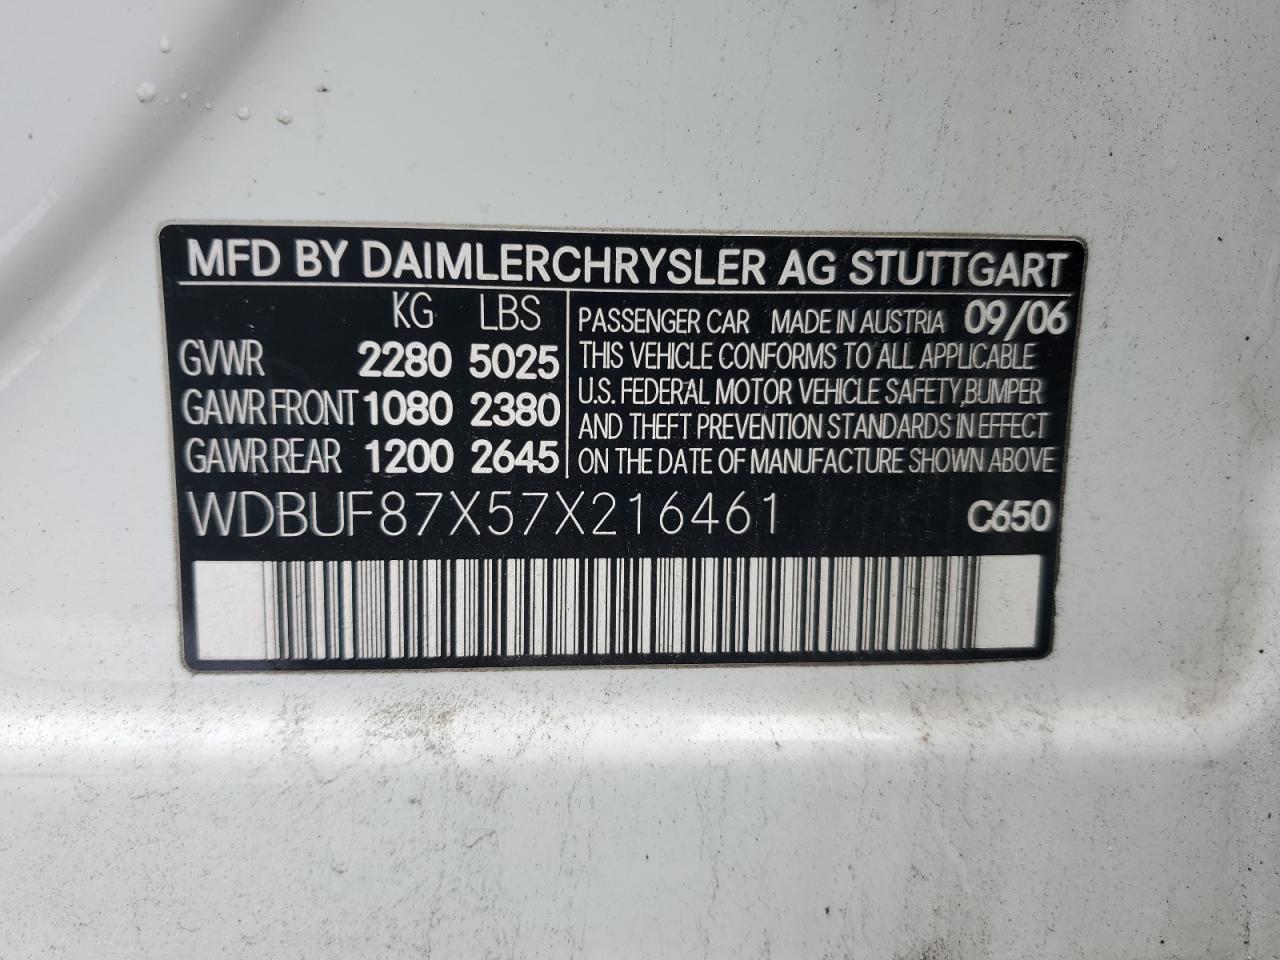 MFD BY DAIMLERCHRYSLER AG STUTTGART
KG LBS
GVWR 2280 5025
GAWR FRONT 1080 2380
GAWR REAR 1200 2645
PASSENGER CAR MADE IN AUSTRIA 09/06
THIS VEHICLE CONFORMS TO ALL APPLICABLE
U.S. FEDERAL MOTOR VEHICLE SAFETY,BUMPER
AND THEFT PREVENTION STANDARDS IN EFFECT
ON THE DATE OF MANUFACTURE SHOWN ABOVE
WDBUF87X57X216461 C650